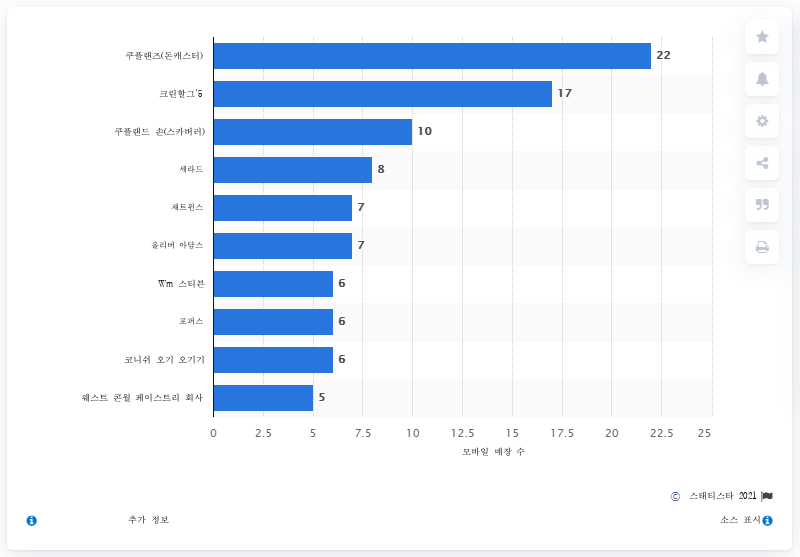 쿠플랜즈(돈캐스터)
22
크린할그'5
17
쿠플랜드 손(스카버러)
10
세라드
8
채트윈스
7
올리버 아담스
7
Wm 스티븐
6
포퍼스
6
코니쉬 오기 오기기
6
웨스트 콘월 페이스트리 회사
5
0 2.5 5 7.5 10 12.5 15 17.5 20 22.5 25
모바일 매장 수
© 스태티스타 2021
추가 정보
소스 표시